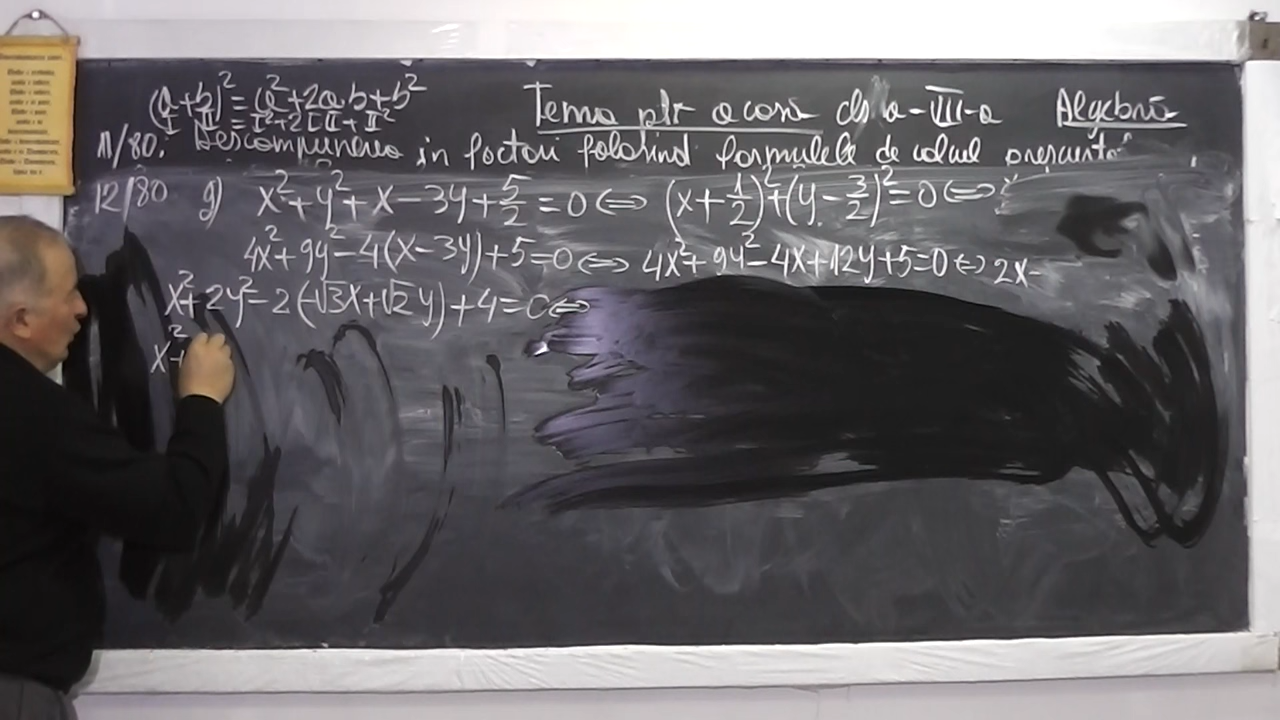 (a+b)² = a²+2ab+b²
I II = I²+2 I II + II²
Tema ptr acasă cls a-VIII-a Algebră
11/80. Descompunerea în factori folosind formulele de calcul prescurtat
12/80 g) x²+y²+x-3y+5/2=0 ⇔ (x+1/2)²+(y-3/2)²=0 ⇔
4x²+9y²-4(x-3y)+5=0 ⇔ 4x²+9y²-4x+12y+5=0 ⇔ 2x-
x²+2y²-2(-√3x+√2y)+4=0 ⇔
x²+